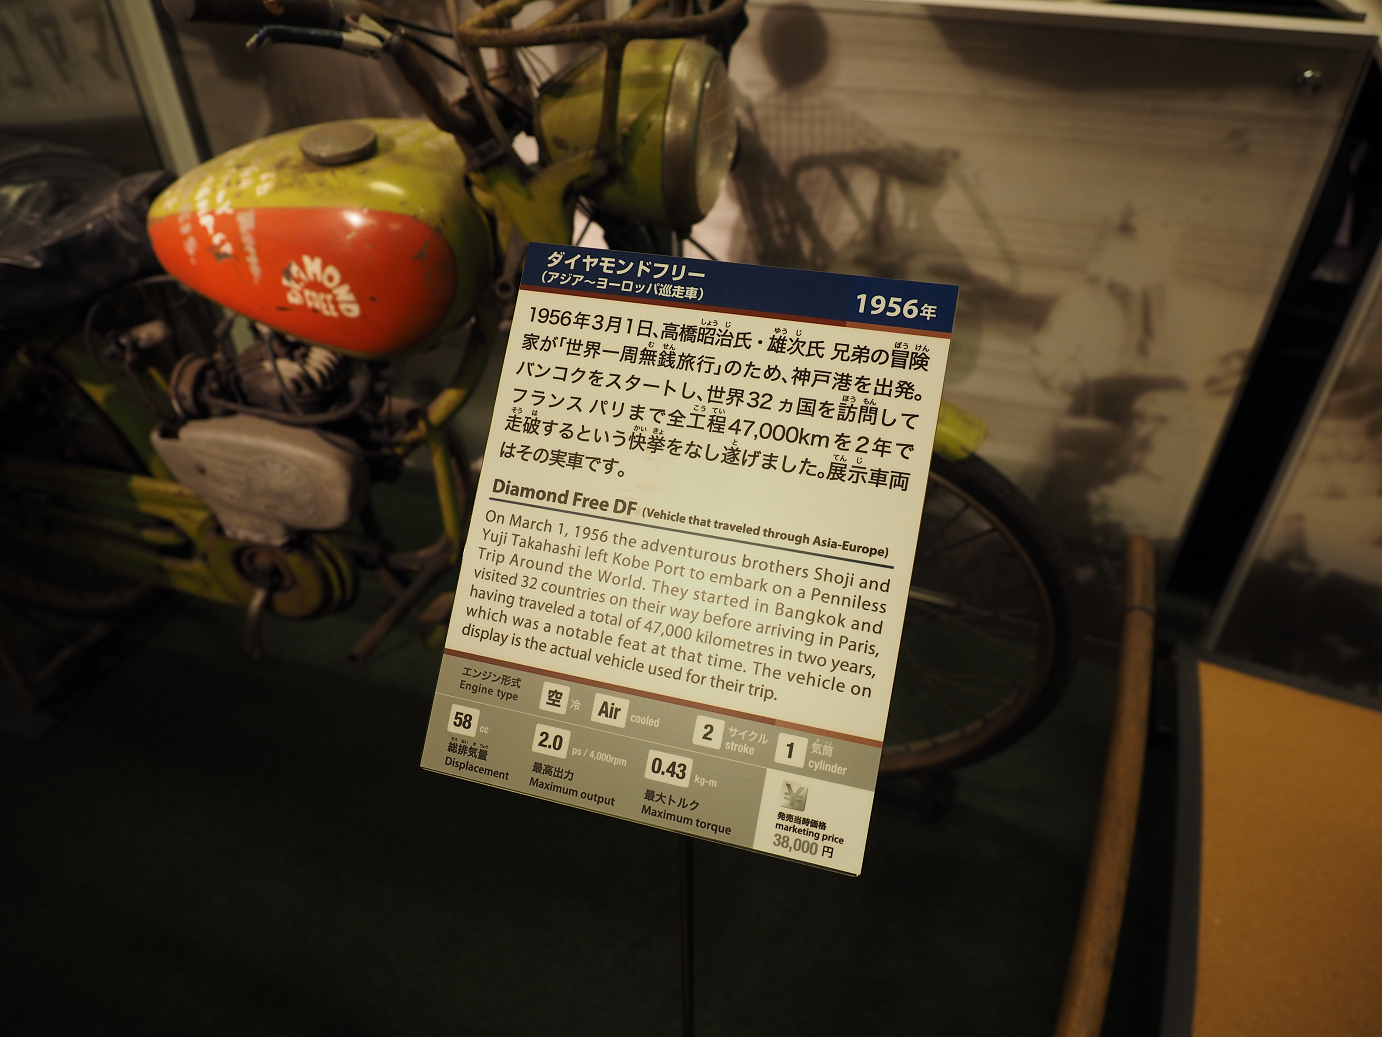 DIAMOND
FREE
ダイヤモンドフリー
（アジア〜ヨーロッパ巡走車）
1956年
1956年3月1日、高橋昭治氏・雄次氏 兄弟の冒険
家が「世界一周無銭旅行」のため、神戸港を出発。
バンコクをスタートし、世界32ヵ国を訪問して
フランス パリまで全工程47,000kmを2年で
走破するという快挙をなし遂げました。展示車両
はその実車です。
Diamond Free DF (Vehicle that traveled through Asia-Europe)
On March 1, 1956 the adventurous brothers Shoji and
Yuji Takahashi left Kobe Port to embark on a Penniless
Trip Around the World. They started in Bangkok and
visited 32 countries on their way before arriving in Paris,
having traveled a total of 47,000 kilometres in two years,
which was a notable feat at that time. The vehicle on
display is the actual vehicle used for their trip.
エンジン形式
Engine type
空 冷
Air cooled
2 サイクル
stroke
1 気筒
cylinder
58 cc
総排気量
Displacement
2.0 ps / 4,000rpm
最高出力
Maximum output
0.43 kg-m
最大トルク
Maximum torque
¥
発売当時価格
marketing price
38,000 円